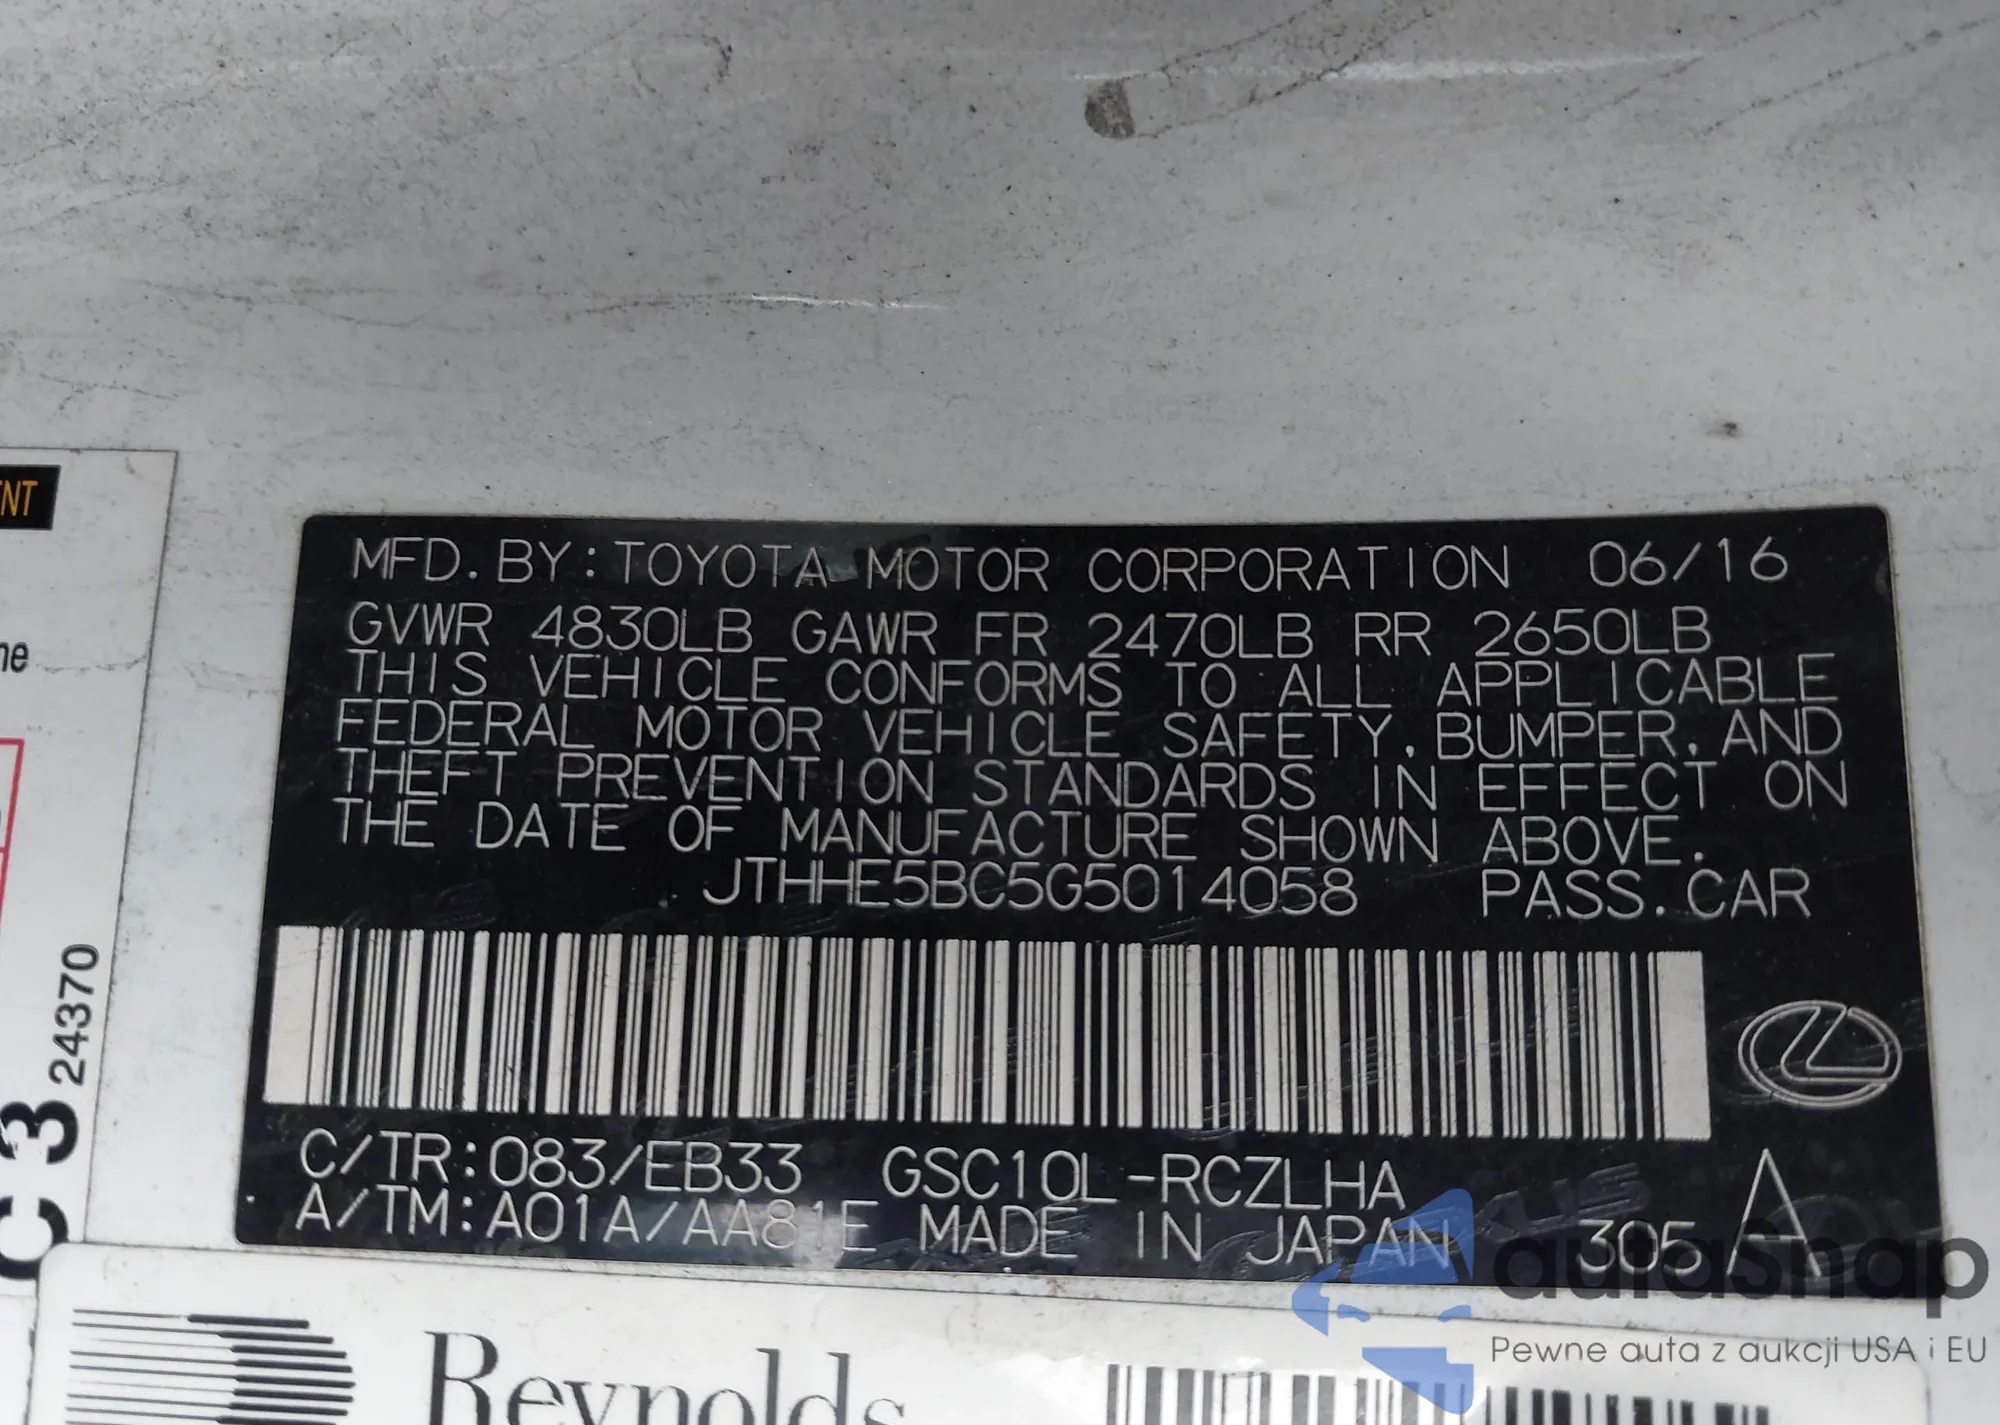 MFD. BY: TOYOTA MOTOR CORPORATION 06/16
GVWR 4830LB GAWR FR 2470LB RR 2650LB
THIS VEHICLE CONFORMS TO ALL APPLICABLE
FEDERAL MOTOR VEHICLE SAFETY, BUMPER, AND
THEFT PREVENTION STANDARDS IN EFFECT ON
THE DATE OF MANUFACTURE SHOWN ABOVE.
JTHHE5BC5G5014058 PASS. CAR
C/TR: 083/EB33 GSC10L-RCZLHA
A/TM: A01A/AA81E MADE IN JAPAN 305 A
C3 24370
Reynolds
autasnap
Pewne auta z aukcji USA i EU